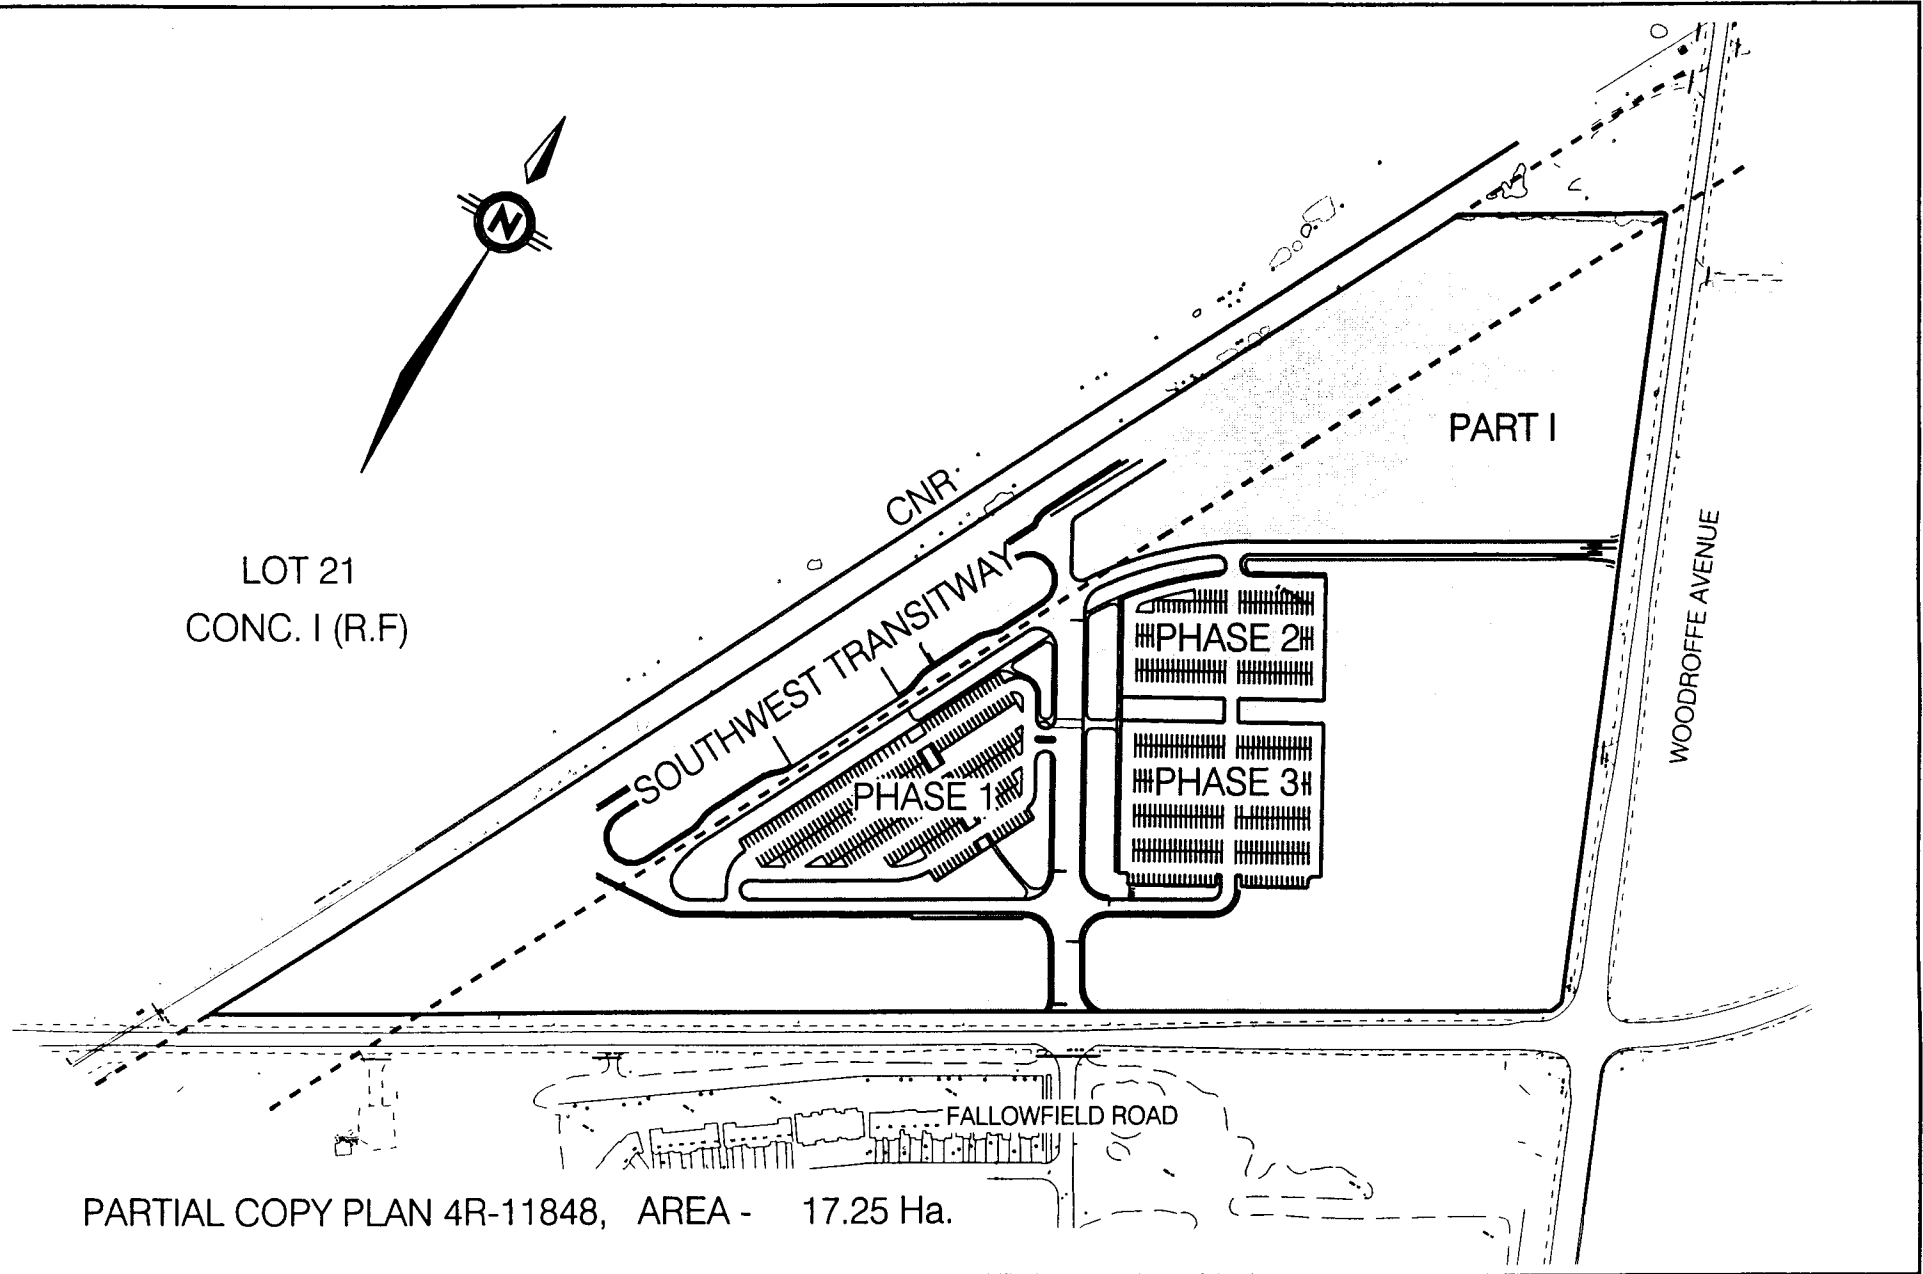 N
CNR
PART I
LOT 21
CONC. I (R.F)
SOUTHWEST TRANSITWAY
WOODROFFE AVENUE
PHASE 2
PHASE 1
PHASE 3
FALLOWFIELD ROAD
PARTIAL COPY PLAN 4R-11848, AREA - 17.25 Ha.